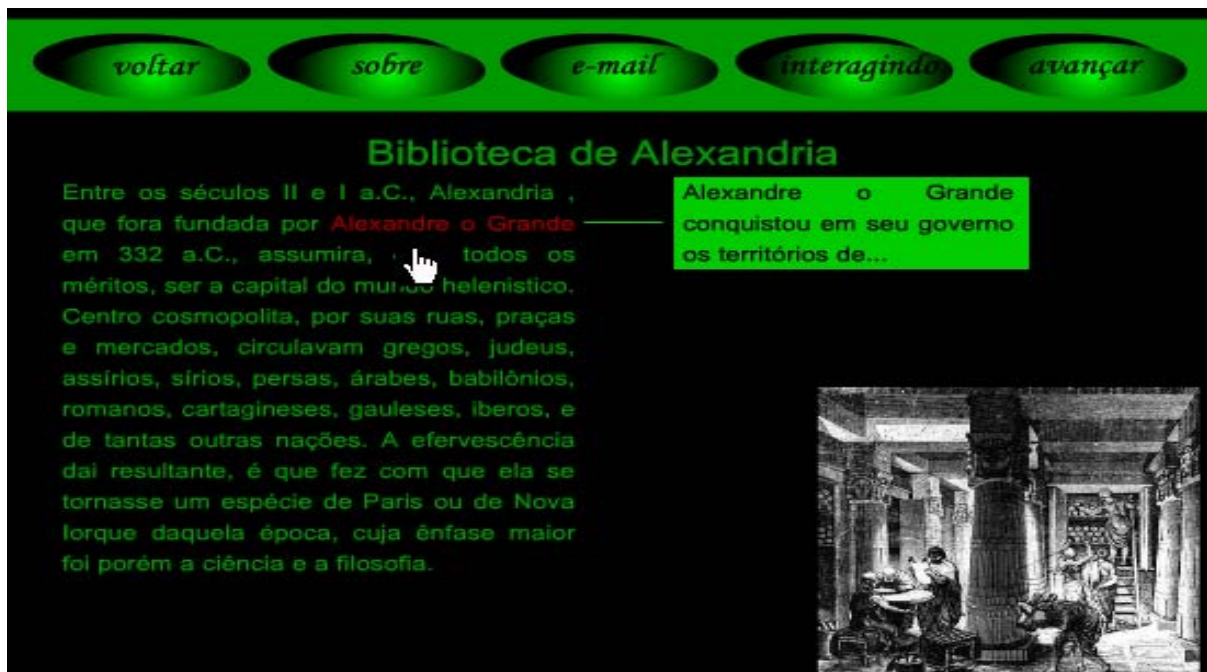 voltar sobre e-mail interagindo avançar
Biblioteca de Alexandria
Entre os séculos II e I a.C., Alexandria ,
que fora fundada por Alexandre o Grande
em 332 a.C., assumira, todos os
méritos, ser a capital do mundo helenistico.
Centro cosmopolita, por suas ruas, praças
e mercados, circulavam gregos, judeus,
assírios, sírios, persas, árabes, babilônios,
romanos, cartagineses, gauleses, iberos, e
de tantas outras nações. A efervescência
dai resultante, é que fez com que ela se
tornasse um espécie de Paris ou de Nova
Iorque daquela época, cuja ênfase maior
foi porém a ciência e a filosofia.
Alexandre o Grande
conquistou em seu governo
os territórios de...